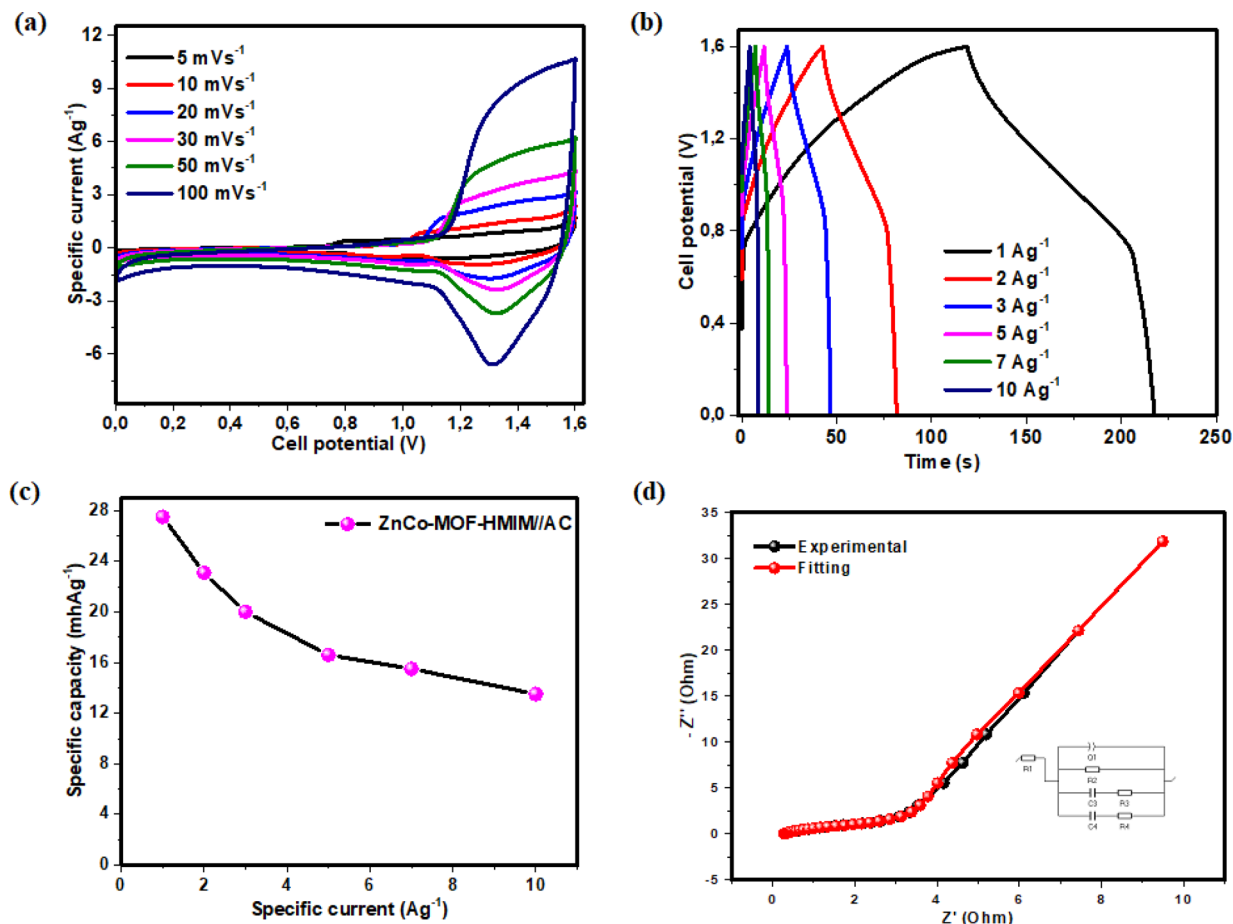 (a)
12
9
6
3
0
-3
-6
Specific current (Ag⁻¹)
5 mVs⁻¹
10 mVs⁻¹
20 mVs⁻¹
30 mVs⁻¹
50 mVs⁻¹
100 mVs⁻¹
0,0 0,2 0,4 0,6 0,8 1,0 1,2 1,4 1,6
Cell potential (V)
(b)
1,6
1,2
0,8
0,4
0,0
Cell potential (V)
1 Ag⁻¹
2 Ag⁻¹
3 Ag⁻¹
5 Ag⁻¹
7 Ag⁻¹
10 Ag⁻¹
0 50 100 150 200 250
Time (s)
(c)
28
24
20
16
12
8
4
0
Specific capacity (mhAg⁻¹)
ZnCo-MOF-HMIM//AC
0 2 4 6 8 10
Specific current (Ag⁻¹)
(d)
35
30
25
20
15
10
5
0
-5
- Z'' (Ohm)
Experimental
Fitting
R1
Q1
R2
C3 R3
C4 R4
0 2 4 6 8 10
Z' (Ohm)